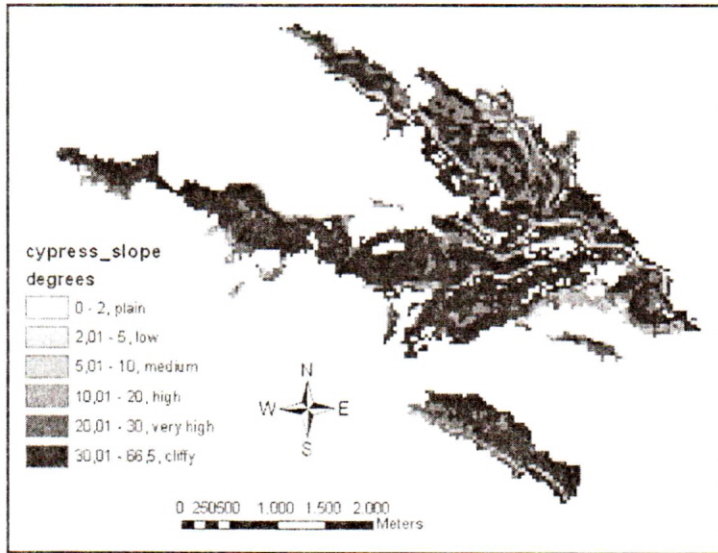 cypress_slope
degrees
0 - 2, plain
2,01 - 5, low
5,01 - 10, medium
10,01 - 20, high
20,01 - 30, very high
30,01 - 66,5, cliffy
N
W E
S
0 250500 1.000 1.500 2.000
Meters